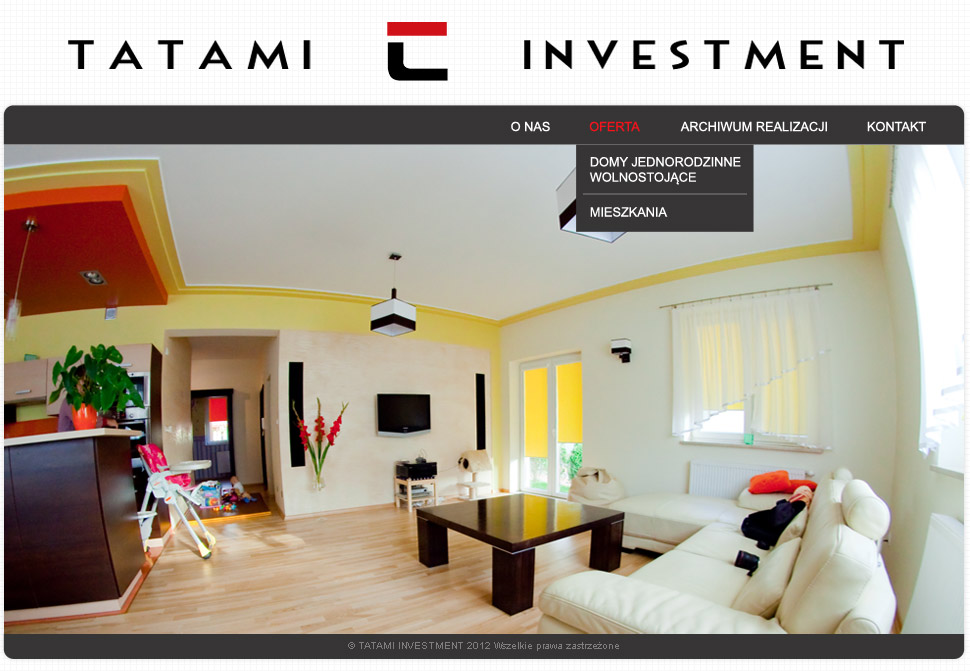 TATAMI INVESTMENT
O NAS OFERTA ARCHIWUM REALIZACJI KONTAKT
DOMY JEDNORODZINNE
WOLNOSTOJĄCE
MIESZKANIA
© TATAMI INVESTMENT 2012 Wszelkie prawa zastrzeżone